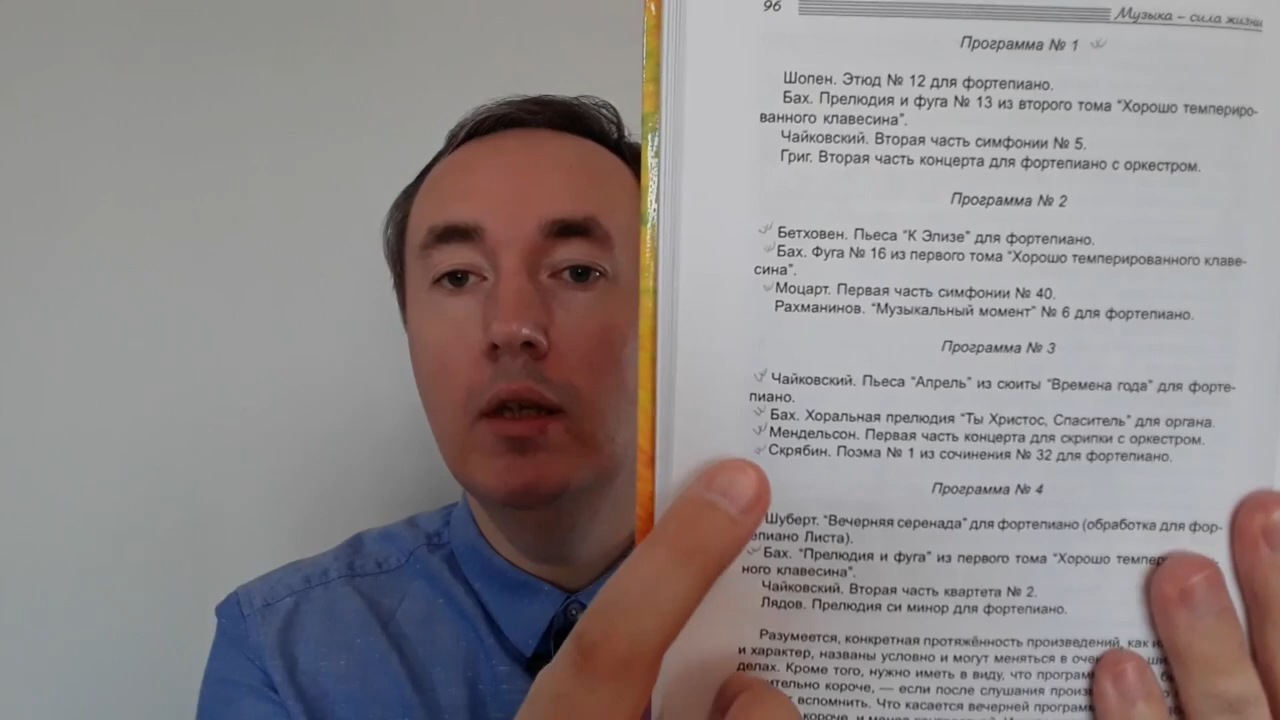 96
Музыка – сила жизни
Программа № 1
Шопен. Этюд № 12 для фортепиано.
Бах. Прелюдия и фуга № 13 из второго тома “Хорошо темпериро-
ванного клавесина”.
Чайковский. Вторая часть симфонии № 5.
Григ. Вторая часть концерта для фортепиано с оркестром.
Программа № 2
Бетховен. Пьеса “К Элизе” для фортепиано.
Бах. Фуга № 16 из первого тома “Хорошо темперированного клаве-
сина”.
Моцарт. Первая часть симфонии № 40.
Рахманинов. “Музыкальный момент” № 6 для фортепиано.
Программа № 3
Чайковский. Пьеса “Апрель” из сюиты “Времена года” для форте-
пиано.
Бах. Хоральная прелюдия “Ты Христос, Спаситель” для органа.
Мендельсон. Первая часть концерта для скрипки с оркестром.
Скрябин. Поэма № 1 из сочинения № 32 для фортепиано.
Программа № 4
Шуберт. “Вечерняя серенада” для фортепиано (обработка для фор-
епиано Листа).
Бах. “Прелюдия и фуга” из первого тома “Хорошо темпер
ного клавесина”.
Чайковский. Вторая часть квартета № 2.
Лядов. Прелюдия си минор для фортепиано.
Разумеется, конкретная протяжённость произведений, как
и характер, названы условно и могут меняться в
делах. Кроме того, нужно иметь в виду, что
короче, — если после слушания
вспомнить. Что касается вечерней
короче, и менее